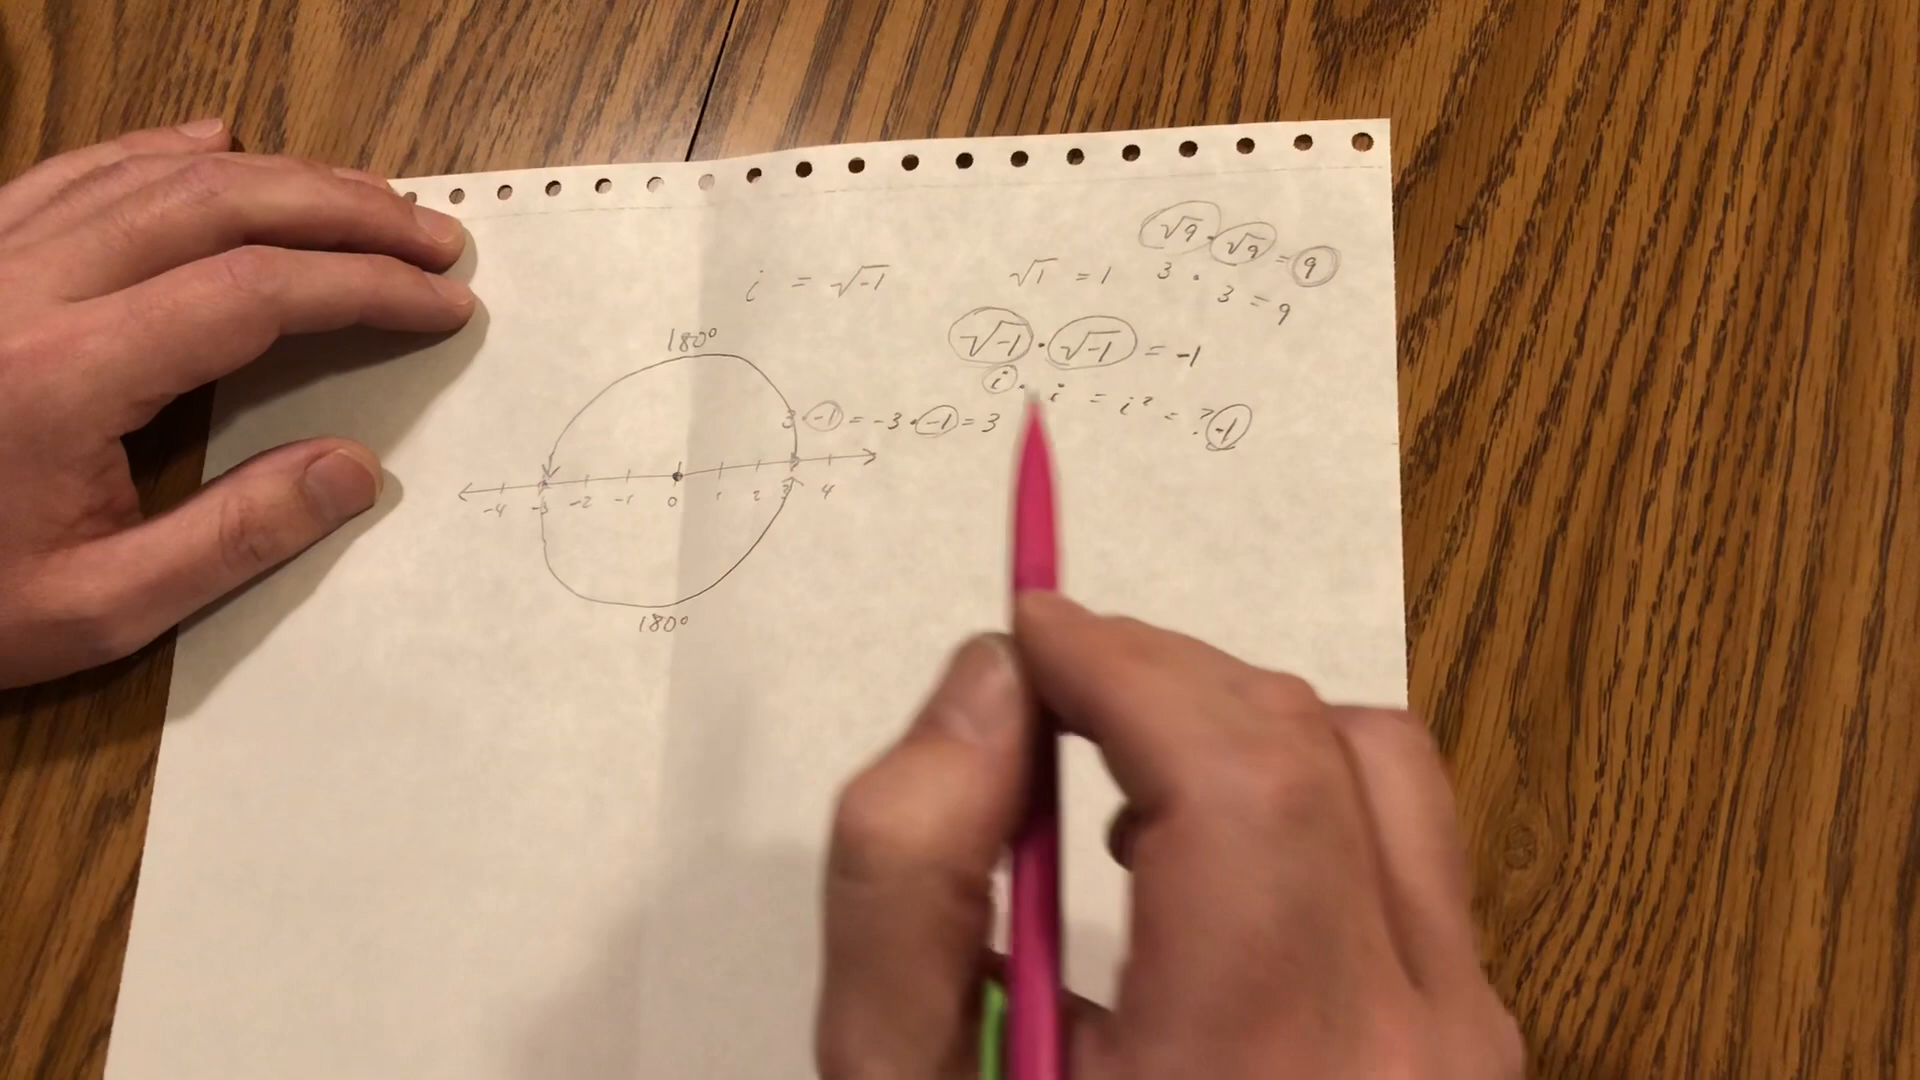 √9 · √9 = 9
i = √-1
√1 = 1
3 · 3 = 9
√-1 · √-1 = -1
180°
i · i = i² = ? -1
3 · -1 = -3 · -1 = 3
-4 -3 -2 -1 0 1 2 3 4
180°